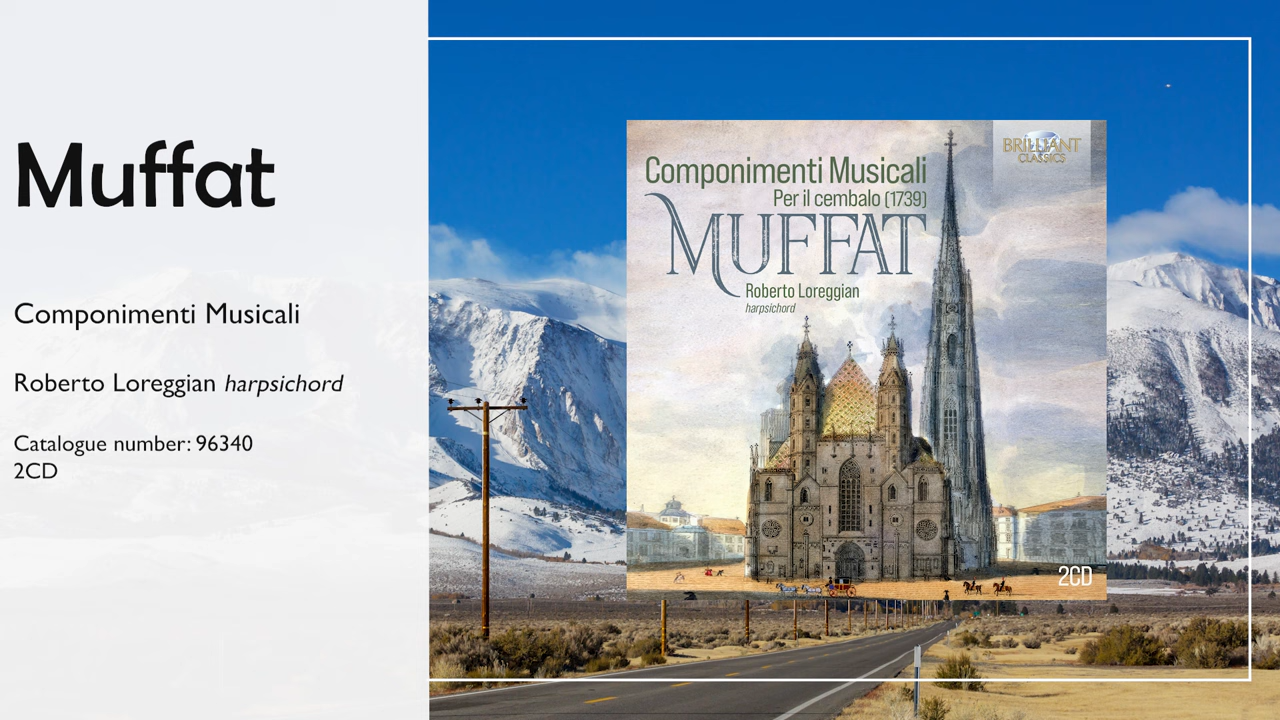 Muffat
Componimenti Musicali
Roberto Loreggian harpsichord
Catalogue number: 96340
2CD
Componimenti Musicali
Per il cembalo (1739)
MUFFAT
Roberto Loreggian
harpsichord
BRILLIANT
CLASSICS
2CD